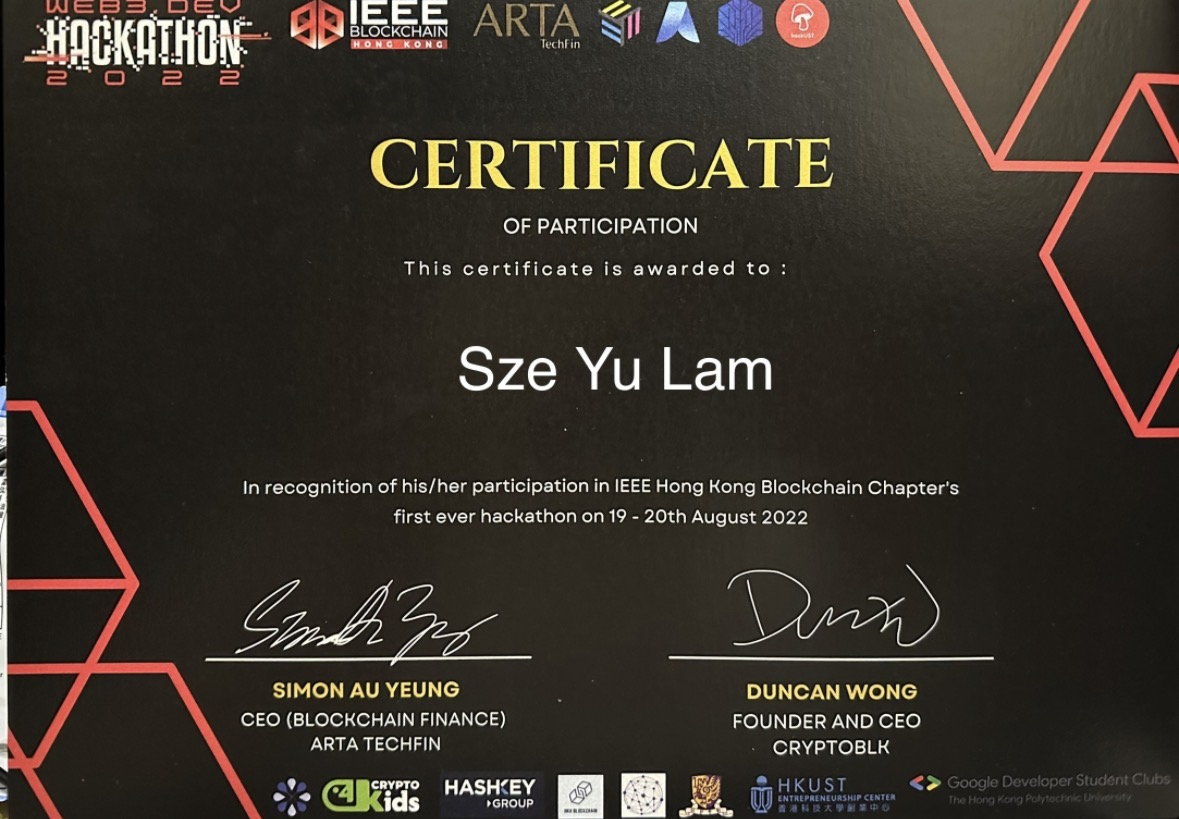 WEB3.DEV
HACKATHON
2022
IEEE
BLOCKCHAIN
HONG KONG
ARTA
TechFin
hackUST
CERTIFICATE
OF PARTICIPATION
This certificate is awarded to :
Sze Yu Lam
In recognition of his/her participation in IEEE Hong Kong Blockchain Chapter's
first ever hackathon on 19 - 20th August 2022
SIMON AU YEUNG
CEO (BLOCKCHAIN FINANCE)
ARTA TECHFIN
DUNCAN WONG
FOUNDER AND CEO
CRYPTOBLK
CRYPTO
4Kids
HASHKEY
GROUP
HKUST
ENTREPRENEURSHIP CENTER
香港科技大學創業中心
Google Developer Student Clubs
The Hong Kong Polytechnic University